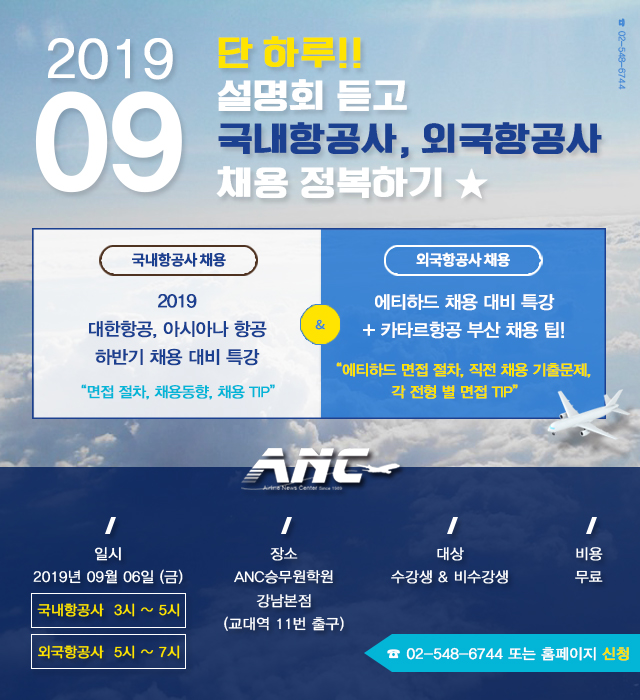 2019
09
단 하루!!
설명회 듣고
국내항공사, 외국항공사
채용 정복하기 ★
☎ 02-548-6744
국내항공사 채용
2019
대한항공, 아시아나 항공
하반기 채용 대비 특강
“면접 절차, 채용동향, 채용 TIP”
&
외국항공사 채용
에티하드 채용 대비 특강
+ 카타르항공 부산 채용 팁!
“에티하드 면접 절차, 직전 채용 기출문제,
각 전형 별 면접 TIP”
ANC
Airline News Center Since 1989
일시
2019년 09월 06일 (금)
국내항공사 3시 ~ 5시
외국항공사 5시 ~ 7시
장소
ANC승무원학원
강남본점
(교대역 11번 출구)
대상
수강생 & 비수강생
비용
무료
☎ 02-548-6744 또는 홈페이지 신청